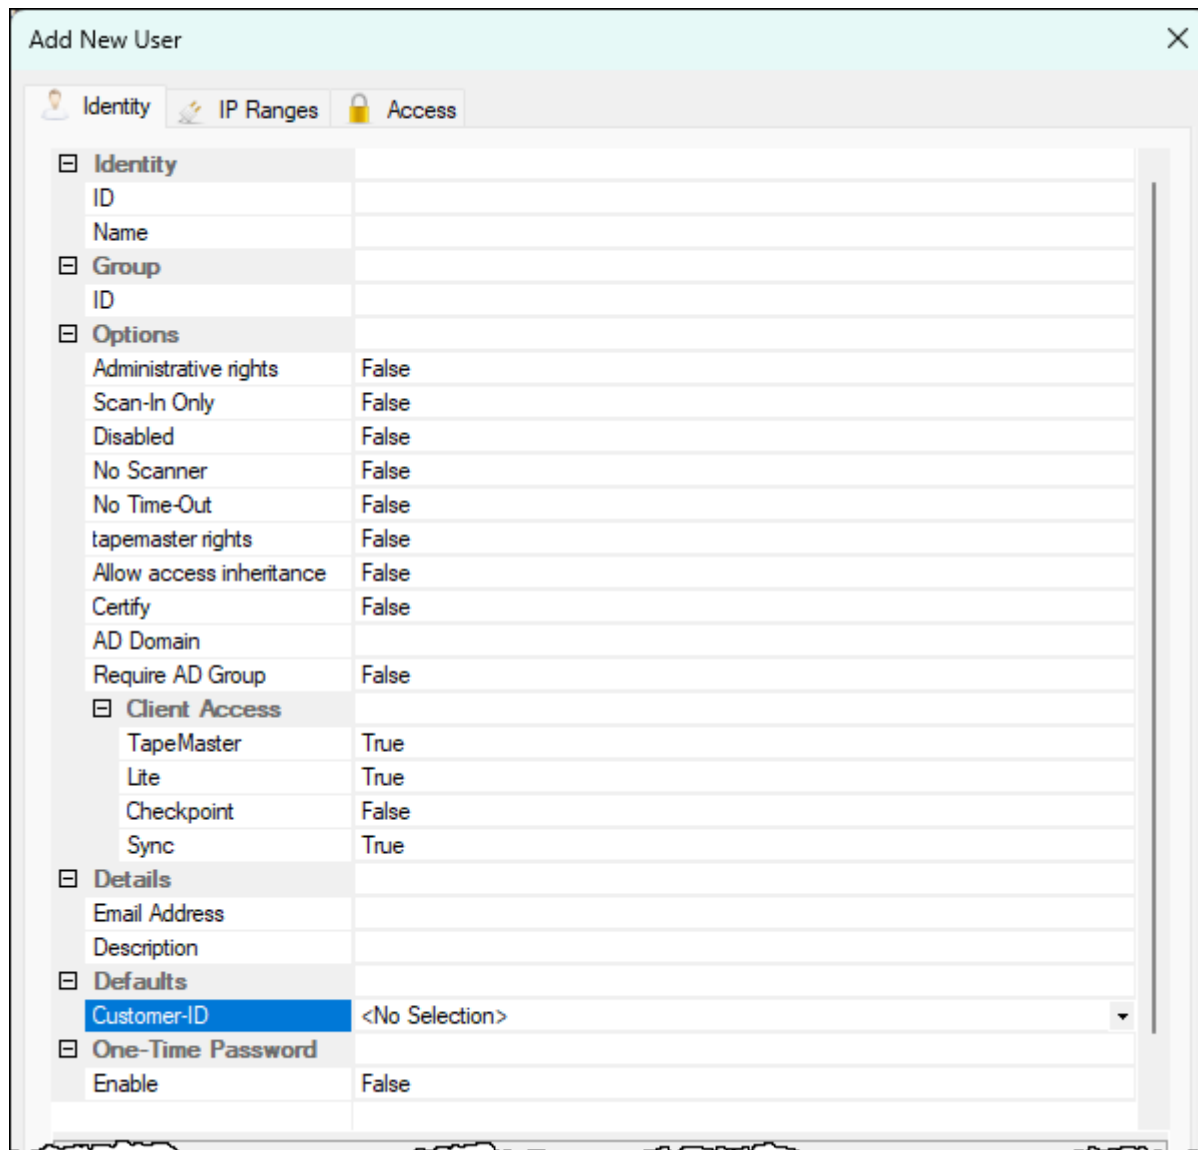 Add New User
Identity IP Ranges Access
Identity
ID
Name
Group
ID
Options
Administrative rights False
Scan-In Only False
Disabled False
No Scanner False
No Time-Out False
tapemaster rights False
Allow access inheritance False
Certify False
AD Domain
Require AD Group False
Client Access
TapeMaster True
Lite True
Checkpoint False
Sync True
Details
Email Address
Description
Defaults
Customer-ID <No Selection>
One-Time Password
Enable False